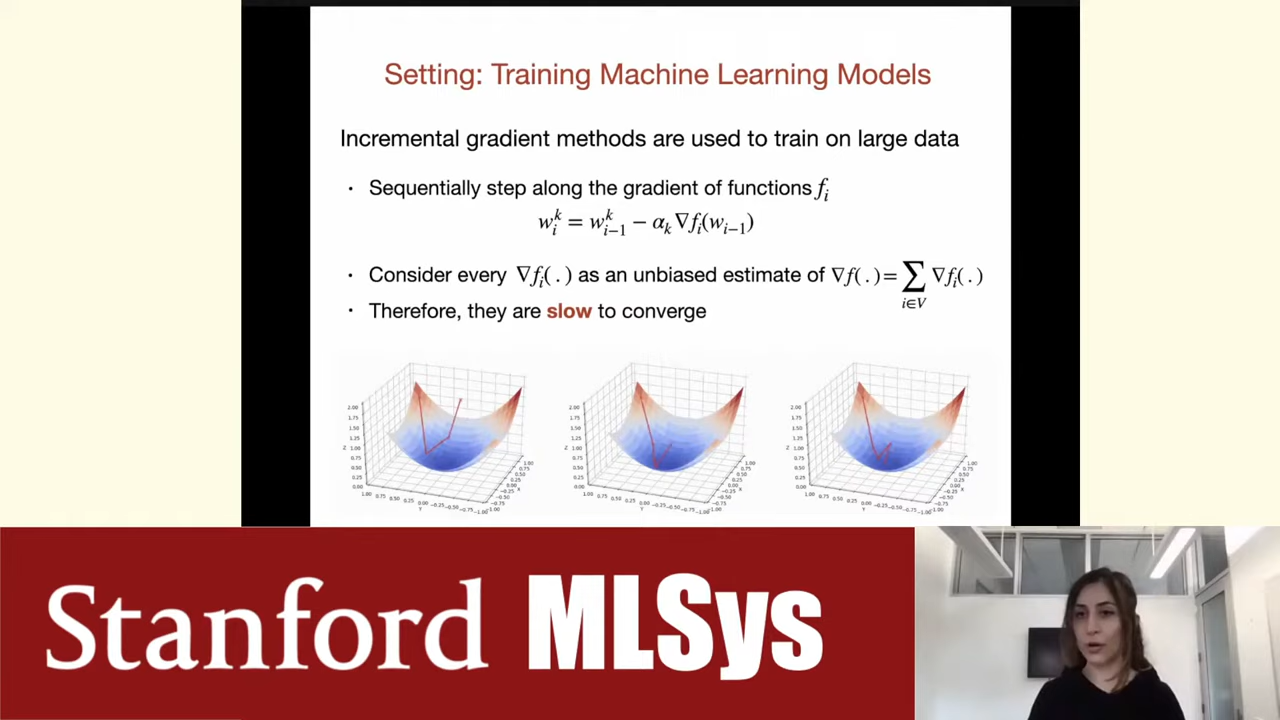 Setting: Training Machine Learning Models
Incremental gradient methods are used to train on large data
· Sequentially step along the gradient of functions f_i
w_i^k = w_{i−1}^k − α_k ∇f_i(w_{i−1})
· Consider every ∇f_i( . ) as an unbiased estimate of ∇f( . ) = ∑_{i∈V} ∇f_i( . )
· Therefore, they are slow to converge
Stanford MLSys